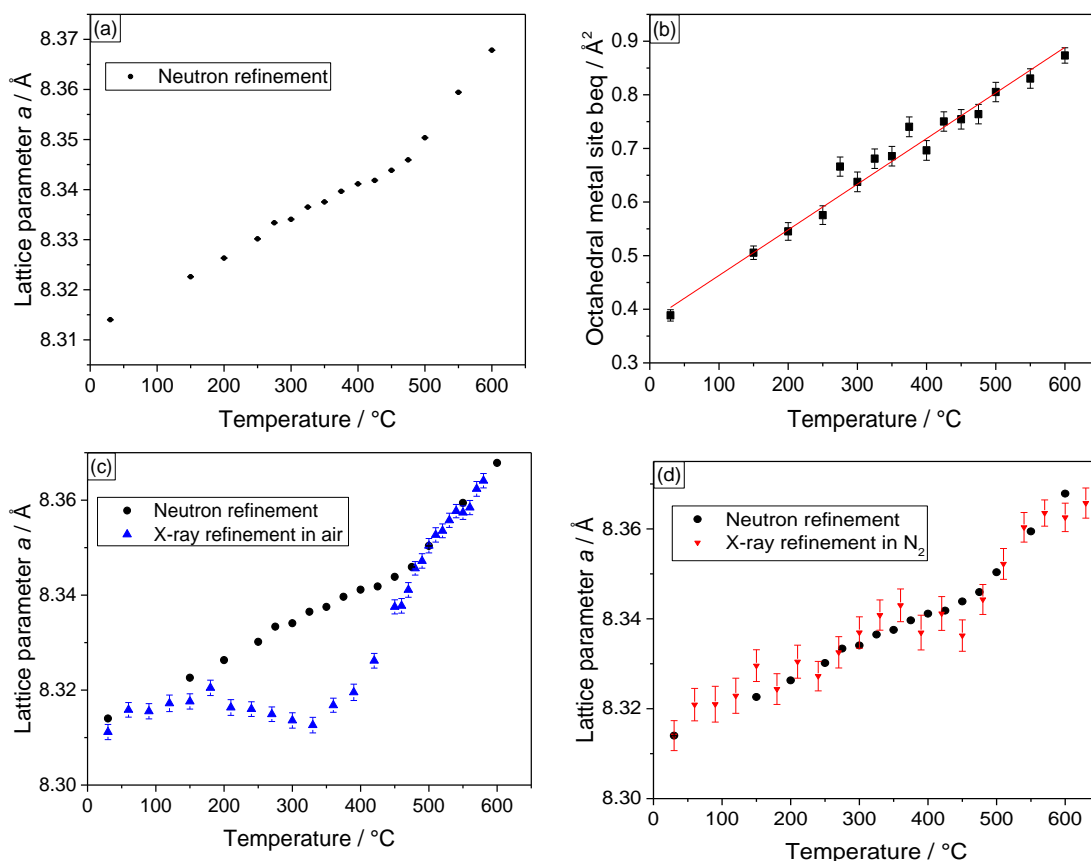 (a)
Neutron refinement
8.37
8.36
8.35
8.34
8.33
8.32
8.31
Lattice parameter a / Å
0 100 200 300 400 500 600
Temperature / °C
(b)
0.9
0.8
0.7
0.6
0.5
0.4
0.3
Octahedral metal site beq / Å²
0 100 200 300 400 500 600
Temperature / °C
(c)
Neutron refinement
X-ray refinement in air
8.36
8.34
8.32
8.30
Lattice parameter a / Å
0 100 200 300 400 500 600
Temperature / °C
(d)
Neutron refinement
X-ray refinement in N₂
8.36
8.34
8.32
8.30
Lattice parameter a / Å
0 100 200 300 400 500 600
Temperature / °C